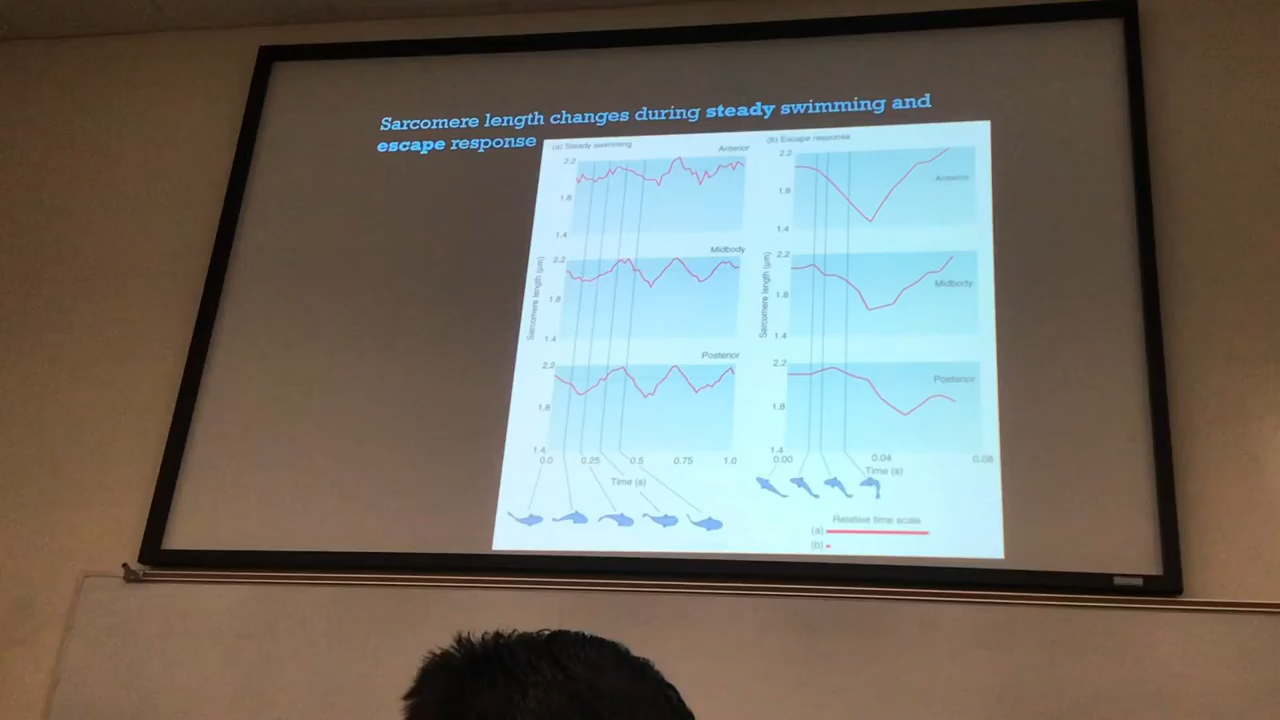 Sarcomere length changes during steady swimming and
escape response
(a) Steady swimming
Anterior
2.2
1.8
1.4
Midbody
2.2
1.8
1.4
Posterior
2.2
1.8
1.4
Sarcomere length (µm)
0.0 0.25 0.5 0.75 1.0
Time (s)
(b) Escape response
2.2
Anterior
1.8
1.4
2.2
Midbody
1.8
1.4
2.2
Posterior
1.8
1.4
Sarcomere length (µm)
0.00 0.04 0.08
Time (s)
Relative time scale
(a)
(b)